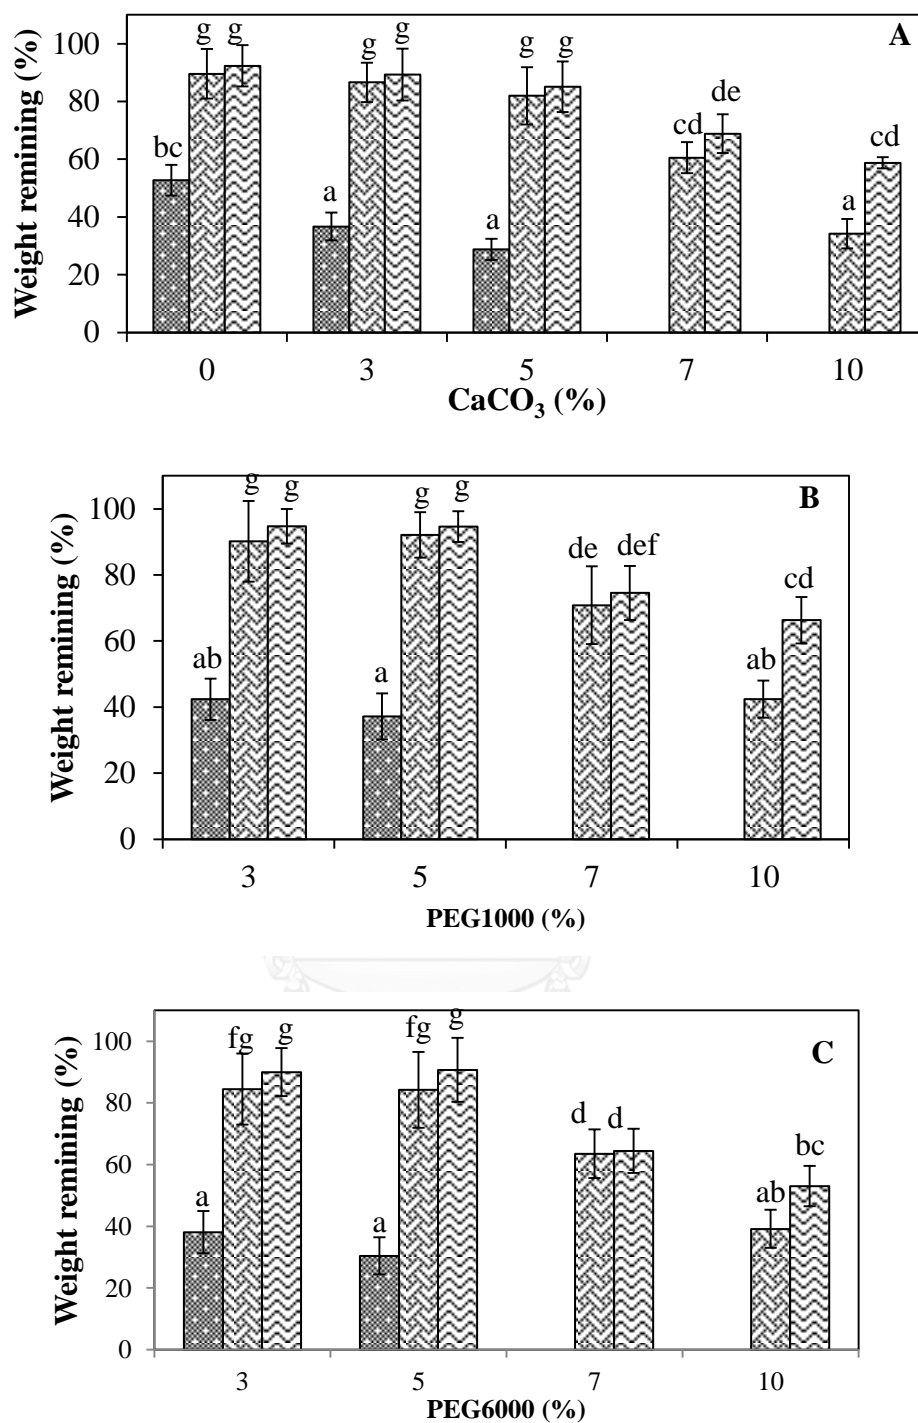 A
g g
g g
g g
bc
a
a
cd
de
a
cd
Weight remining (%)
100
80
60
40
20
0
0 3 5 7 10
CaCO₃ (%)
B
g g
g g
ab
a
de def
ab
cd
Weight remining (%)
100
80
60
40
20
0
3 5 7 10
PEG1000 (%)
C
fg g
fg g
a
a
d d
ab
bc
Weight remining (%)
100
80
60
40
20
0
3 5 7 10
PEG6000 (%)